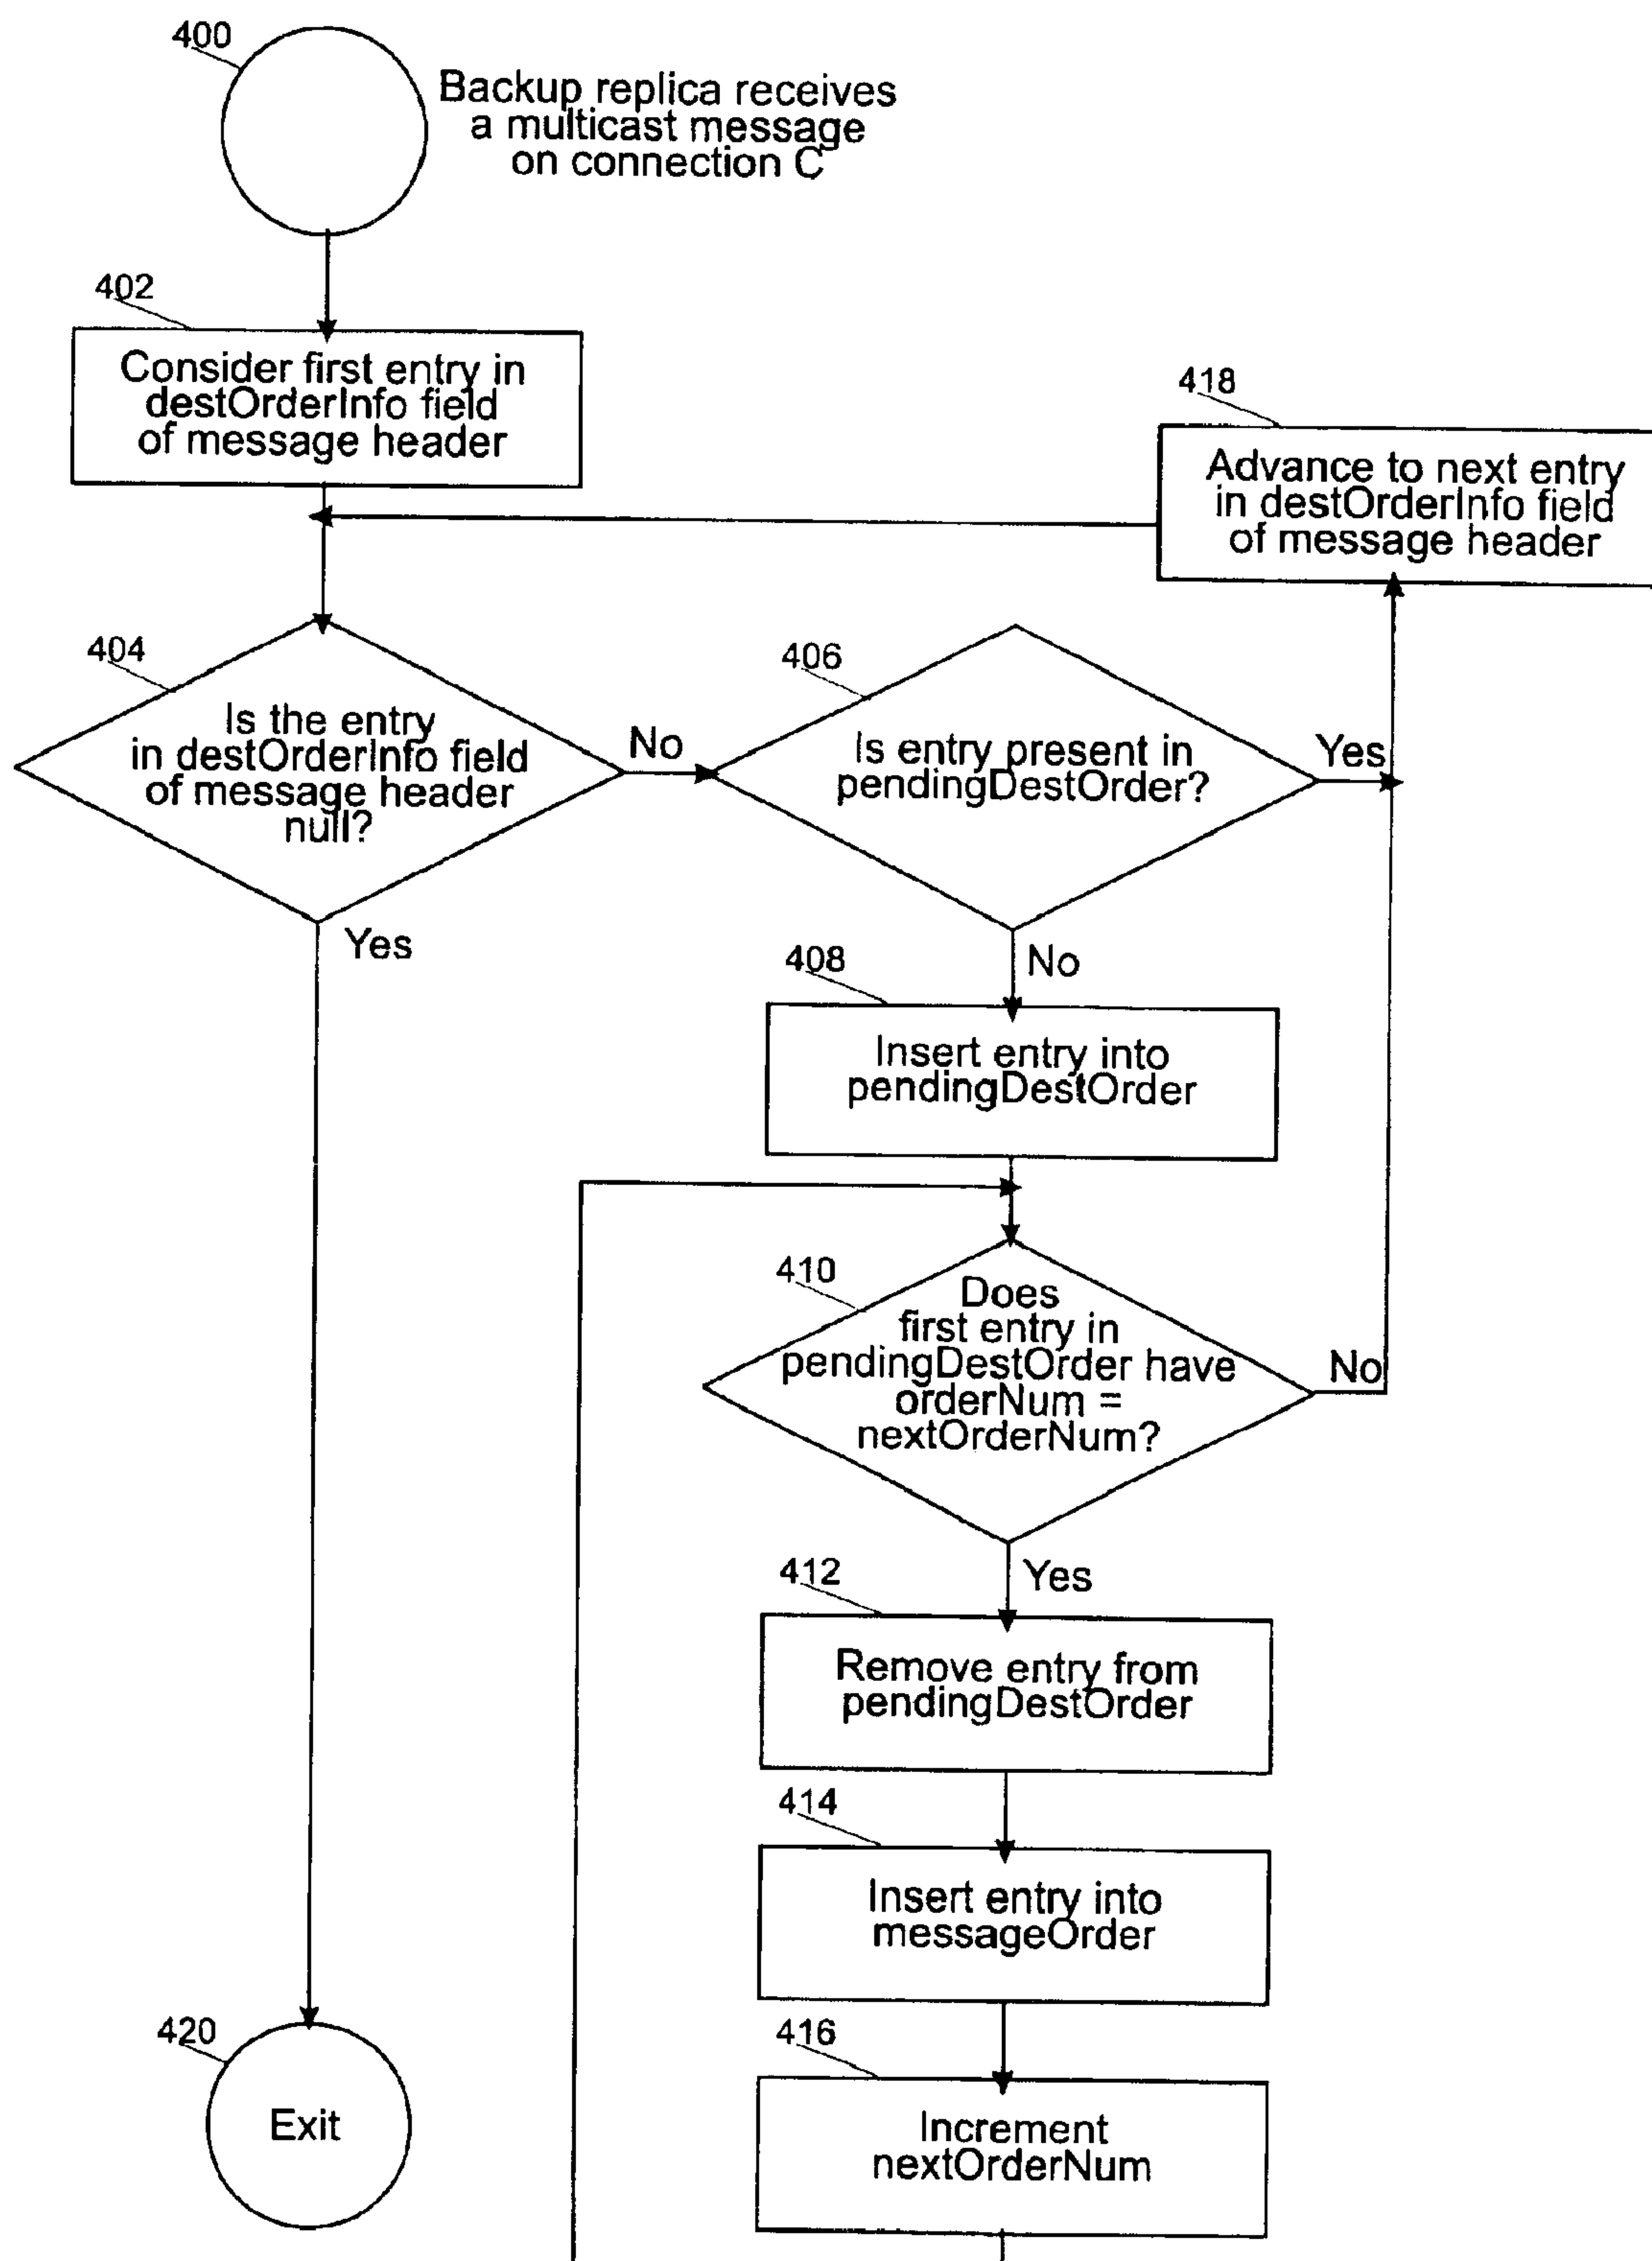 400
Backup replica receives
a multicast message
on connection C
402
Consider first entry in
destOrderInfo field
of message header
418
Advance to next entry
in destOrderInfo field
of message header
404
Is the entry
in destOrderInfo field
of message header
null?
No
406
Is entry present in
pendingDestOrder?
Yes
Yes
No
408
Insert entry into
pendingDestOrder
410
Does
first entry in
pendingDestOrder have
orderNum =
nextOrderNum?
No
Yes
412
Remove entry from
pendingDestOrder
414
Insert entry into
messageOrder
420
Exit
416
Increment
nextOrderNum